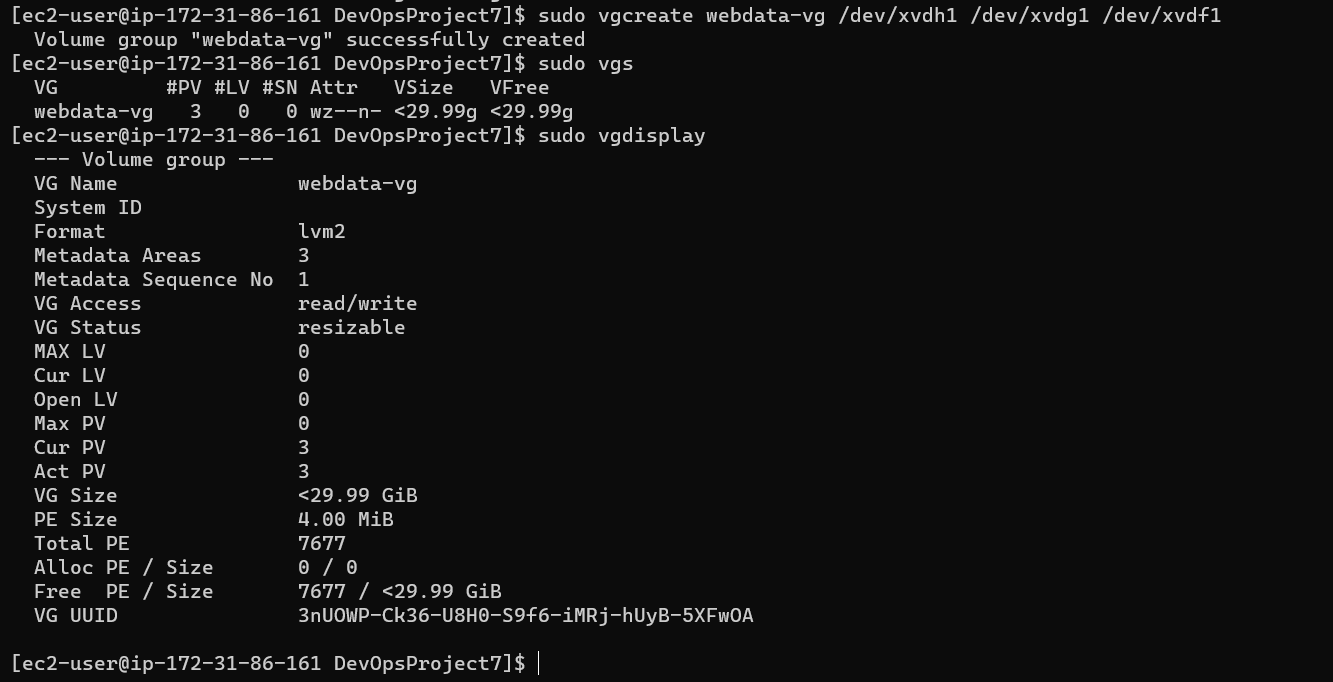 [ec2-user@ip-172-31-86-161 DevOpsProject7]$ sudo vgcreate webdata-vg /dev/xvdh1 /dev/xvdg1 /dev/xvdf1
  Volume group "webdata-vg" successfully created
[ec2-user@ip-172-31-86-161 DevOpsProject7]$ sudo vgs
  VG         #PV #LV #SN Attr   VSize   VFree
  webdata-vg   3   0   0 wz--n- <29.99g <29.99g
[ec2-user@ip-172-31-86-161 DevOpsProject7]$ sudo vgdisplay
  --- Volume group ---
  VG Name               webdata-vg
  System ID
  Format                lvm2
  Metadata Areas        3
  Metadata Sequence No  1
  VG Access             read/write
  VG Status             resizable
  MAX LV                0
  Cur LV                0
  Open LV               0
  Max PV                0
  Cur PV                3
  Act PV                3
  VG Size               <29.99 GiB
  PE Size               4.00 MiB
  Total PE              7677
  Alloc PE / Size       0 / 0
  Free  PE / Size       7677 / <29.99 GiB
  VG UUID               3nUOWP-Ck36-U8H0-S9f6-iMRj-hUyB-5XFwOA
[ec2-user@ip-172-31-86-161 DevOpsProject7]$